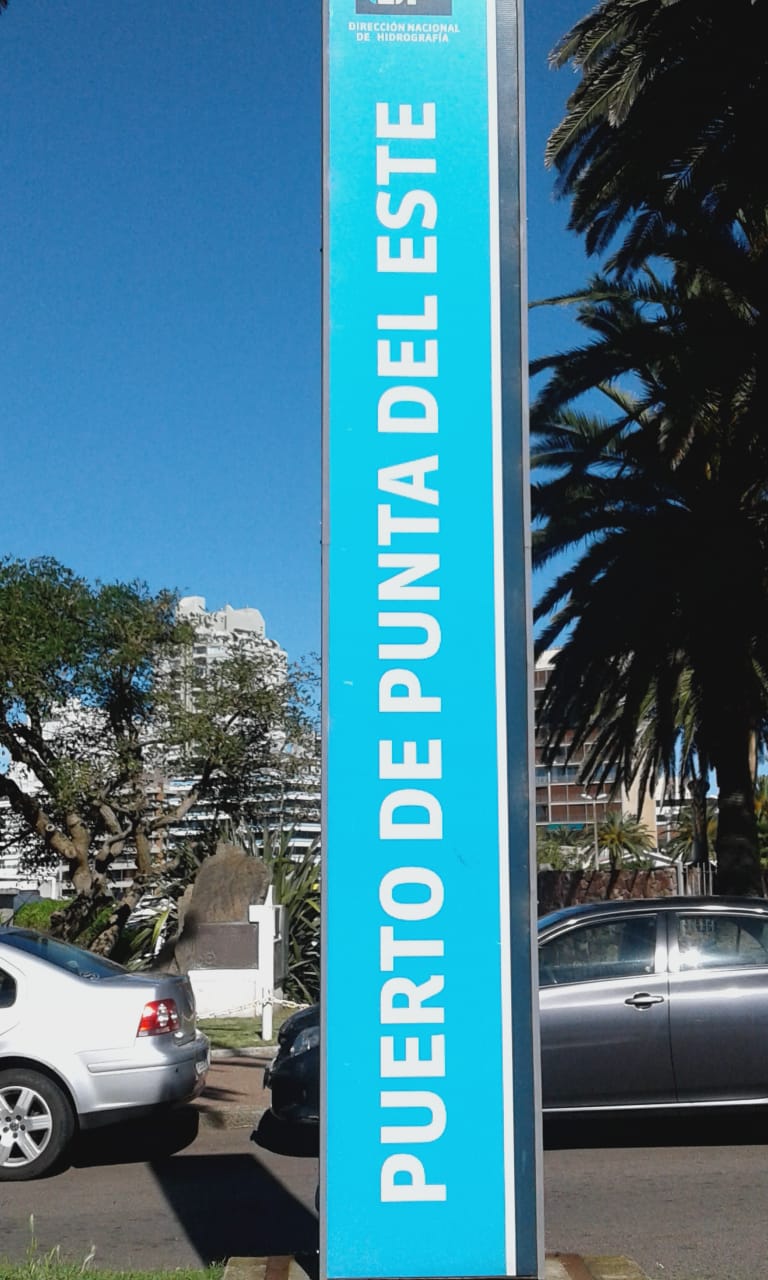 DIRECCIÓN NACIONAL
DE HIDROGRAFÍA
PUERTO DE PUNTA DEL ESTE